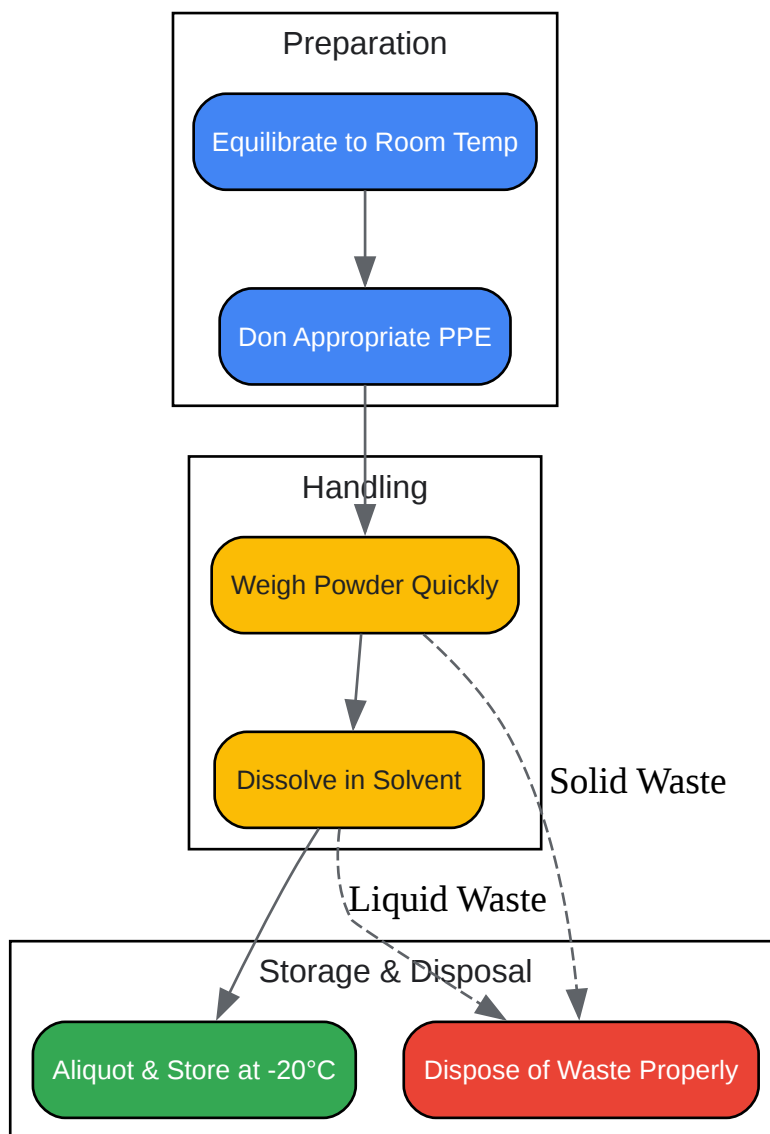 Preparation
Equilibrate to Room Temp
Don Appropriate PPE
Handling
Weigh Powder Quickly
Dissolve in Solvent
Solid Waste
Liquid Waste
Storage & Disposal
Aliquot & Store at -20°C
Dispose of Waste Properly